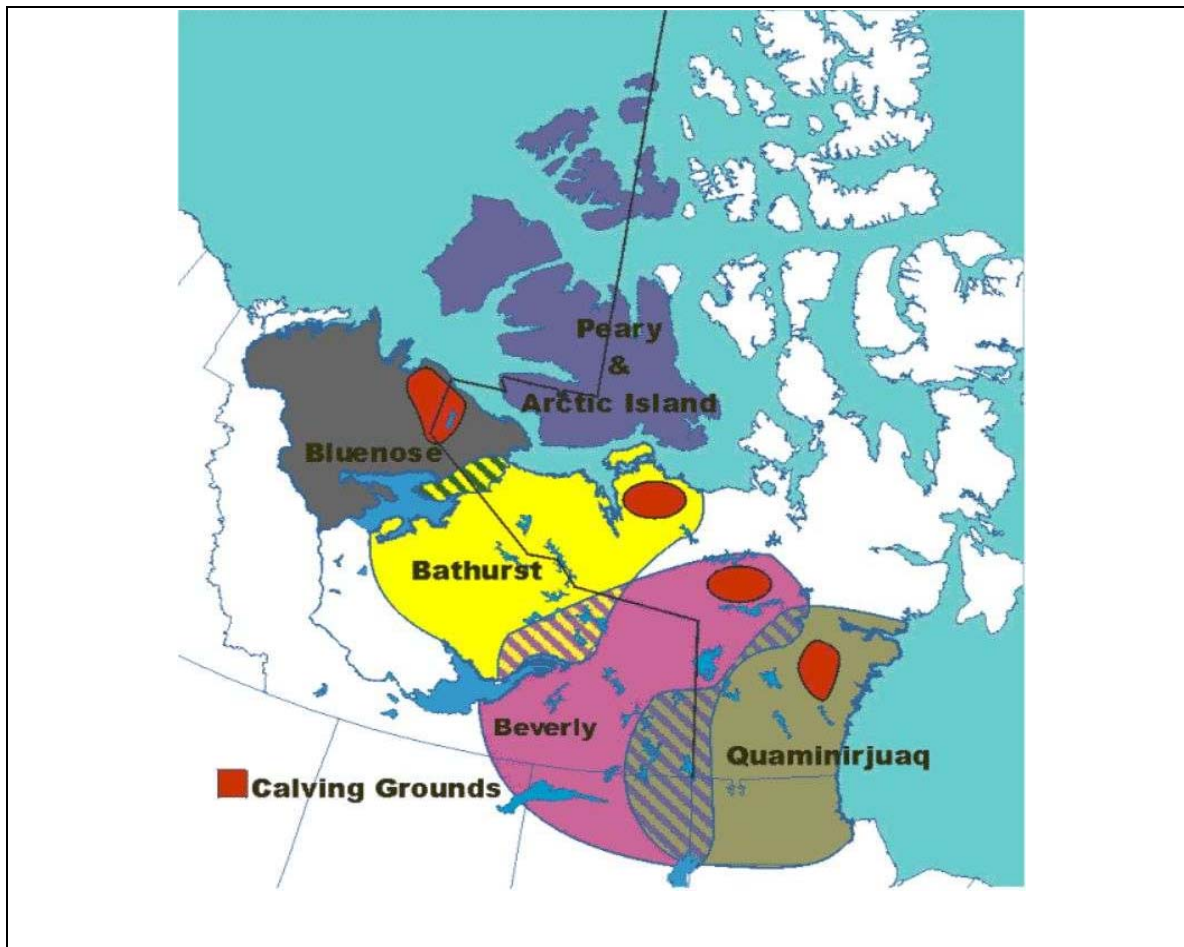 Peary
&
Arctic Island
Bluenose
Bathurst
Beverly
Quaminirjuaq
Calving Grounds